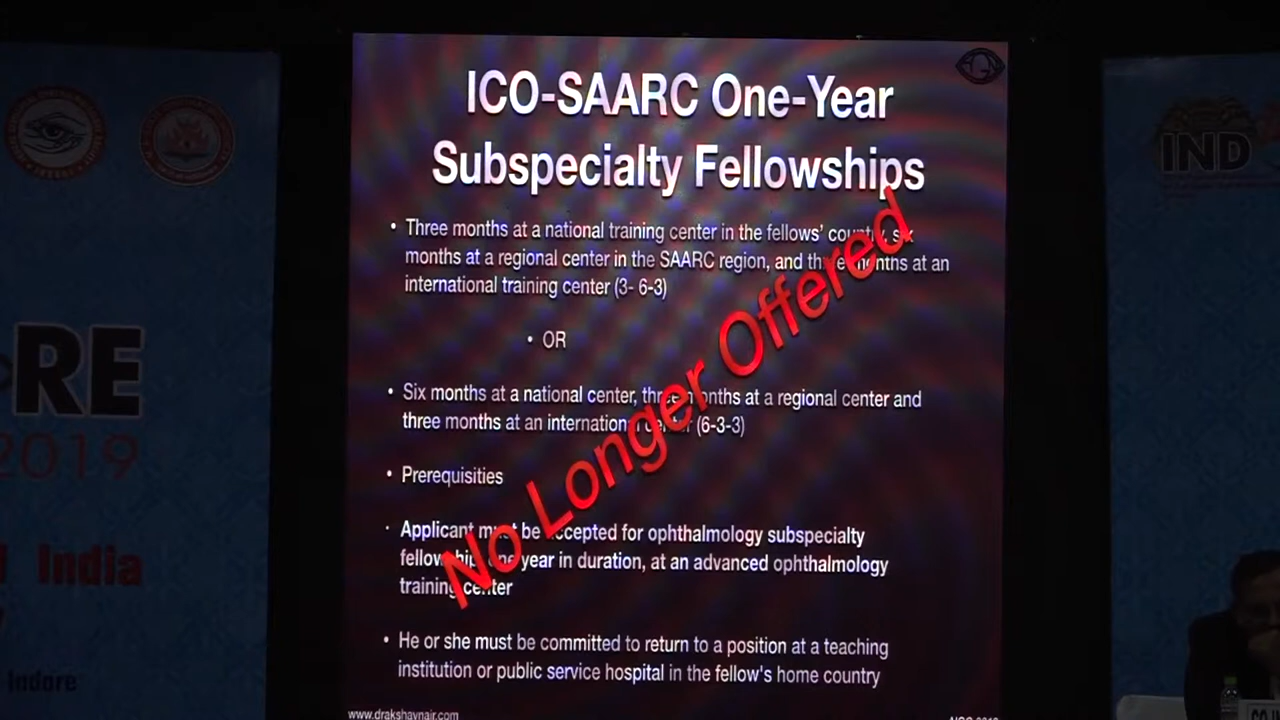 ICO-SAARC One-Year
Subspecialty Fellowships
• Three months at a national training center in the fellows' country, six
months at a regional center in the SAARC region, and three months at an
international training center (3- 6-3)
• OR
• Six months at a national center, three months at a regional center and
three months at an international center (6-3-3)
• Prerequisities
• Applicant must be accepted for ophthalmology subspecialty
fellowship, one year in duration, at an advanced ophthalmology
training center
• He or she must be committed to return to a position at a teaching
institution or public service hospital in the fellow's home country
No Longer Offered
www.drakshaynair.com
RE
2019
India
Indore
IND